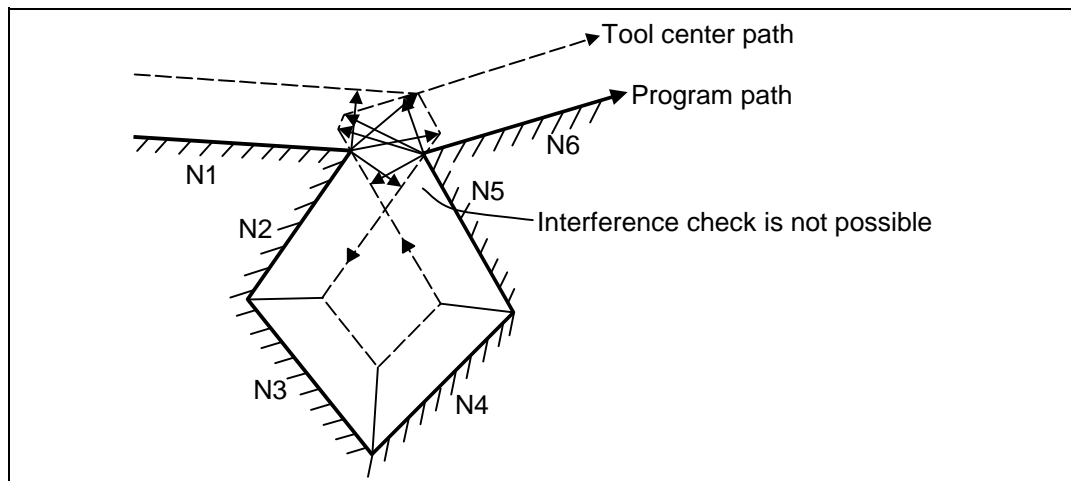 Tool center path
Program path
N6
N1
N5
N2
Interference check is not possible
N3
N4